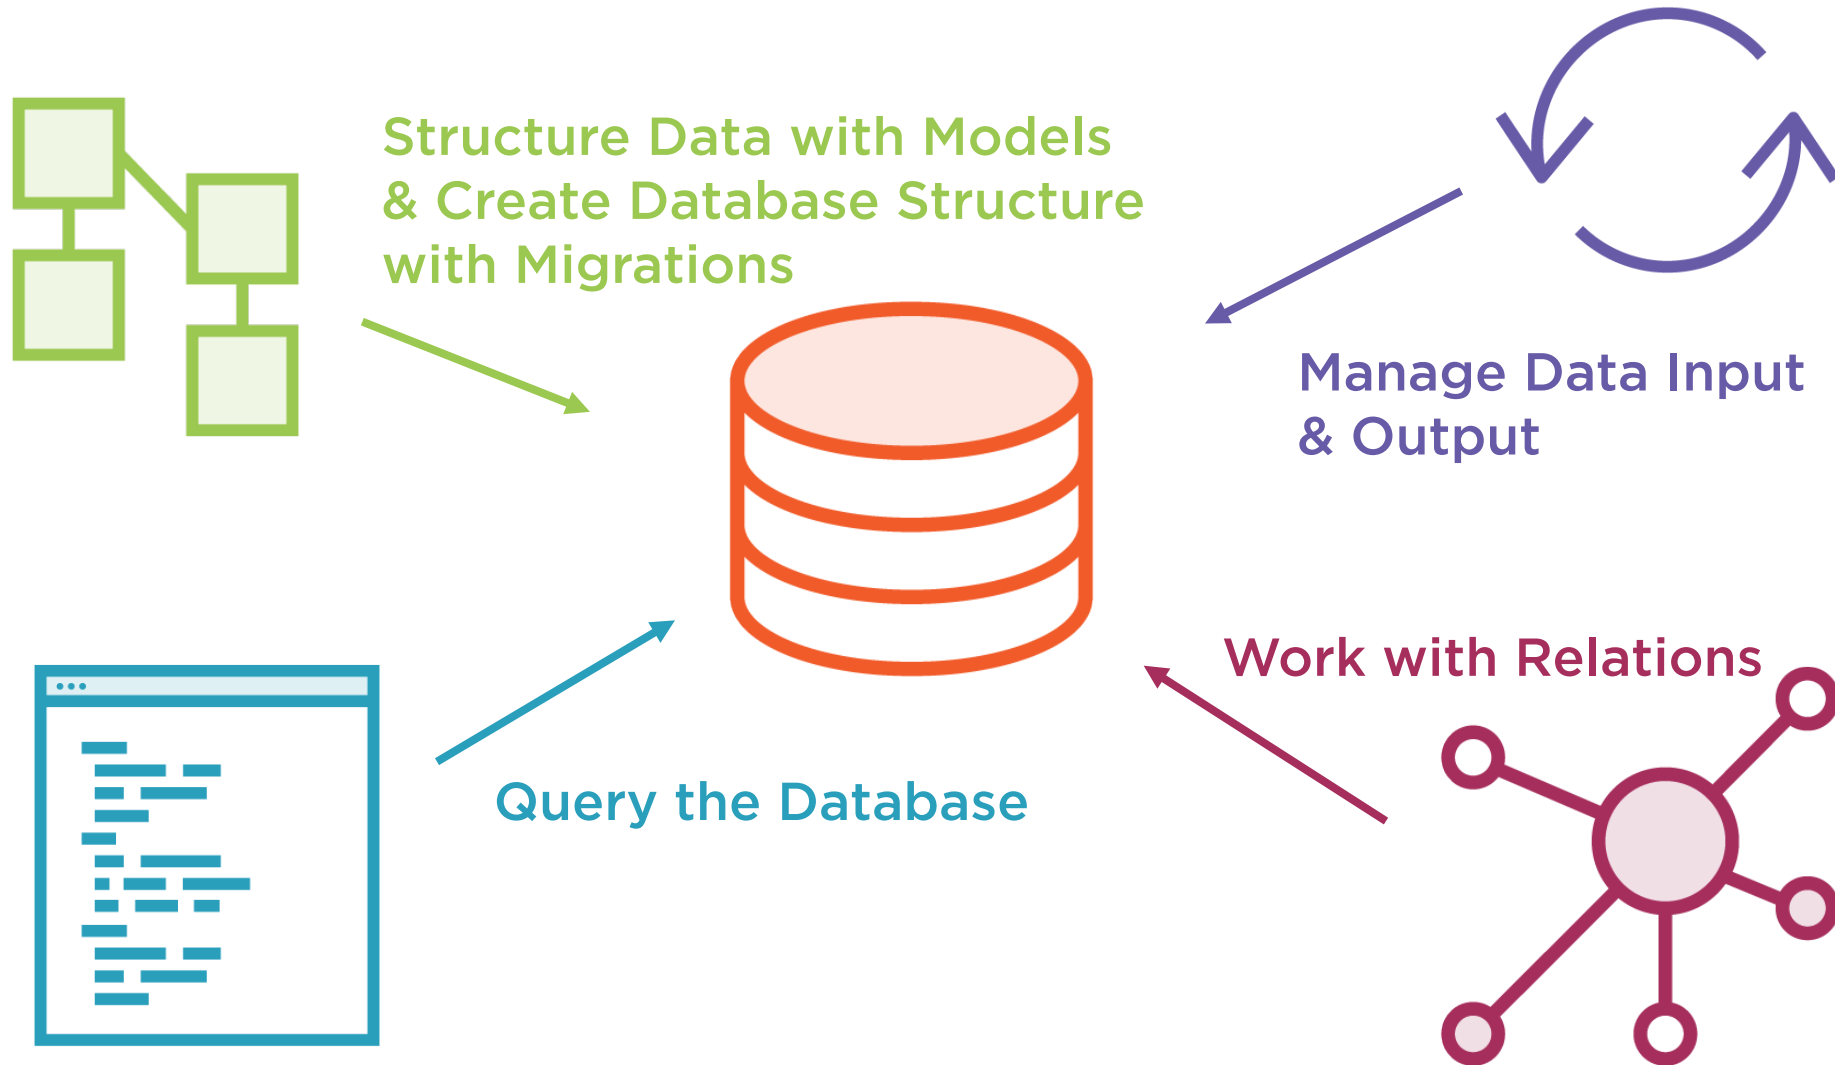 Structure Data with Models
& Create Database Structure
with Migrations
Manage Data Input
& Output
Work with Relations
Query the Database